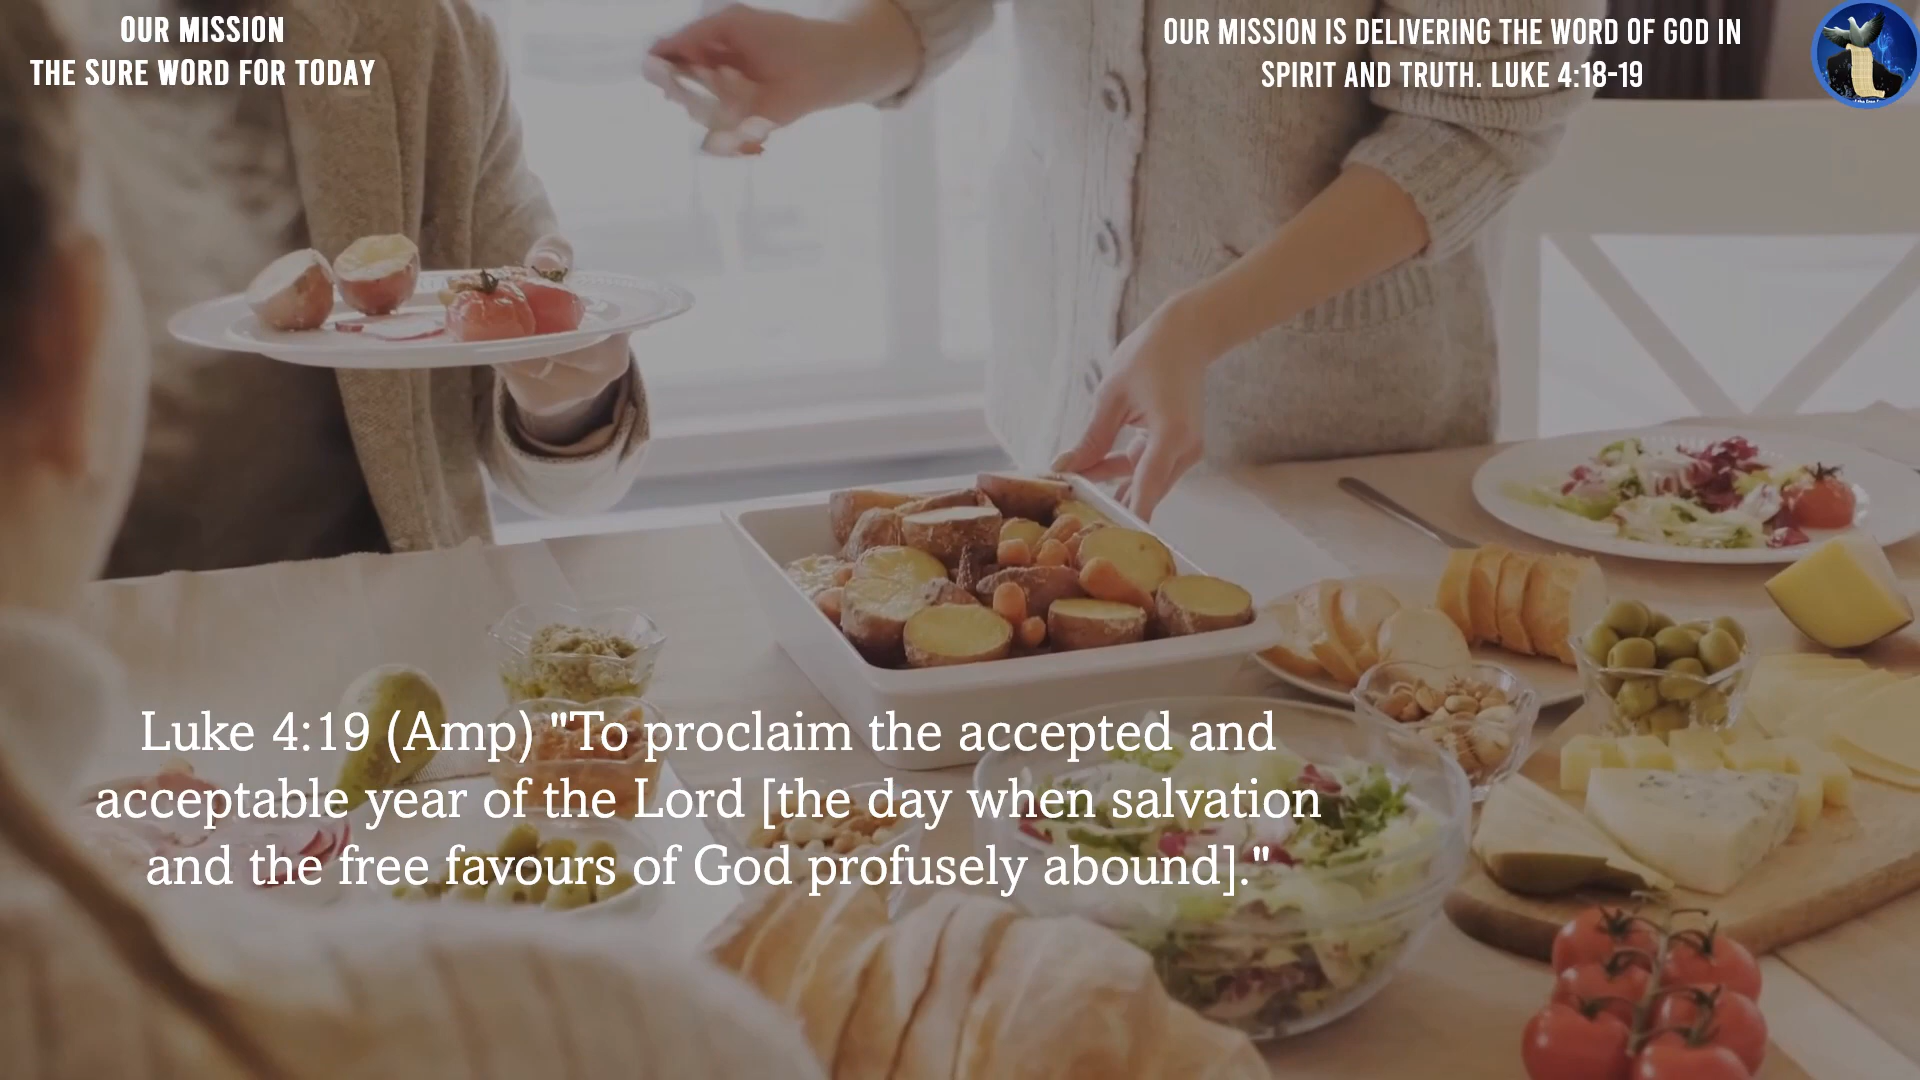 OUR MISSION
THE SURE WORD FOR TODAY
OUR MISSION IS DELIVERING THE WORD OF GOD IN
SPIRIT AND TRUTH. LUKE 4:18-19
Luke 4:19 (Amp) "To proclaim the accepted and
acceptable year of the Lord [the day when salvation
and the free favours of God profusely abound]."